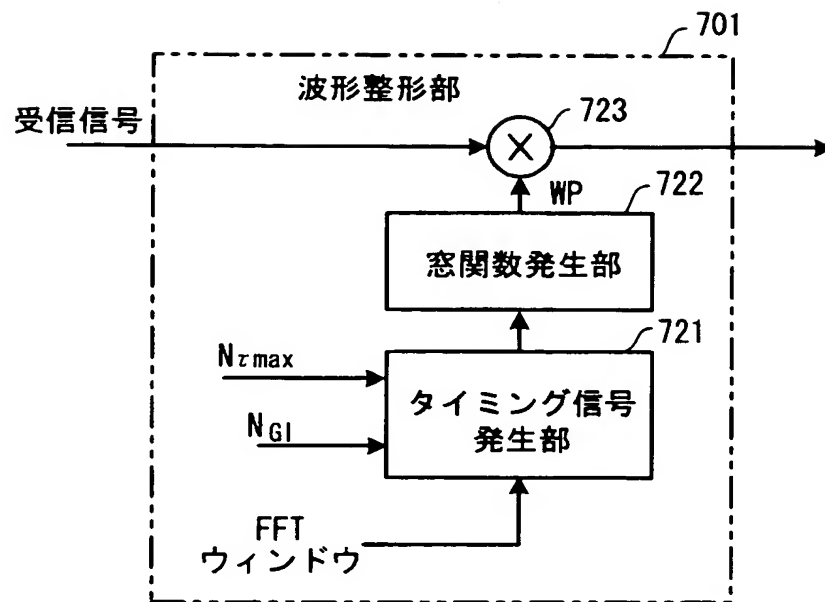 701
波形整形部
受信信号
723
×
WP
722
窓関数発生部
721
Nτmax
タイミング信号
発生部
NGI
FFT
ウィンドウ